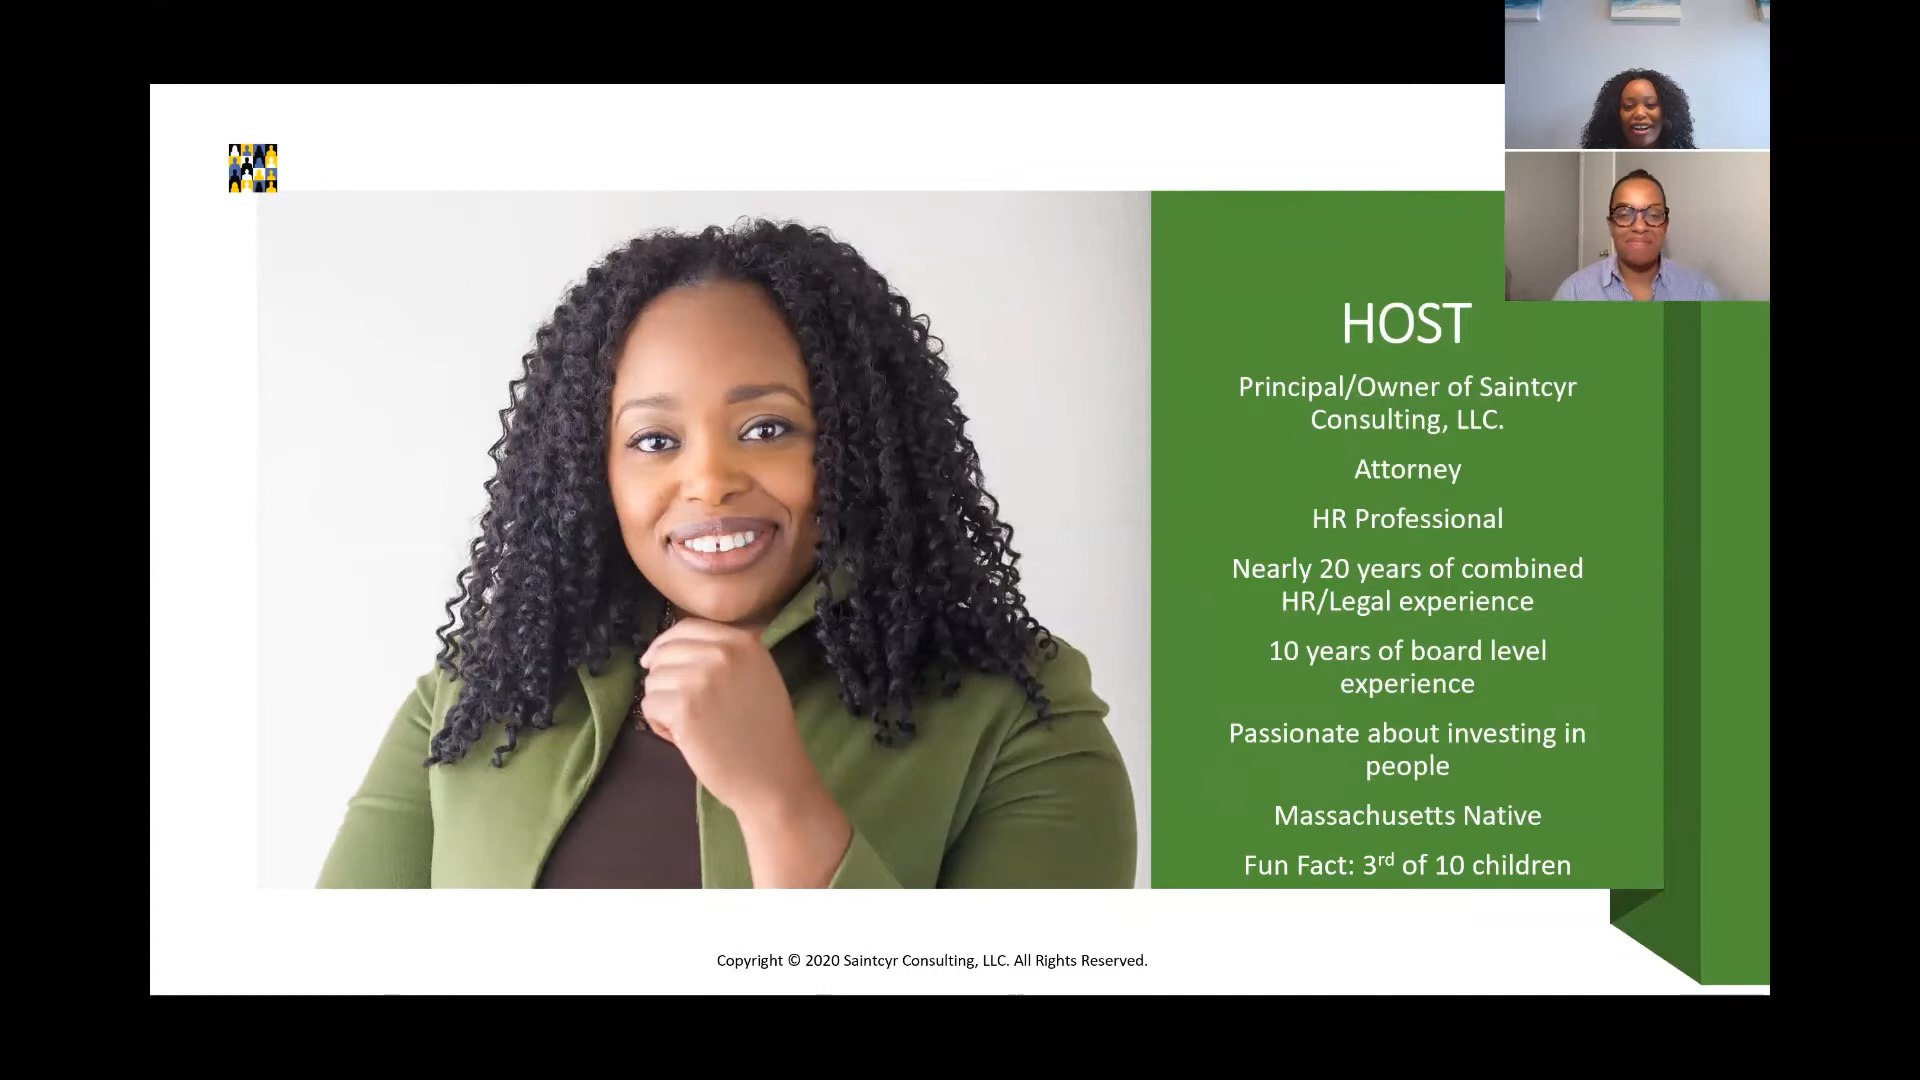 HOST
Principal/Owner of Saintcyr
Consulting, LLC.
Attorney
HR Professional
Nearly 20 years of combined
HR/Legal experience
10 years of board level
experience
Passionate about investing in
people
Massachusetts Native
Fun Fact: 3rd of 10 children
Copyright © 2020 Saintcyr Consulting, LLC. All Rights Reserved.